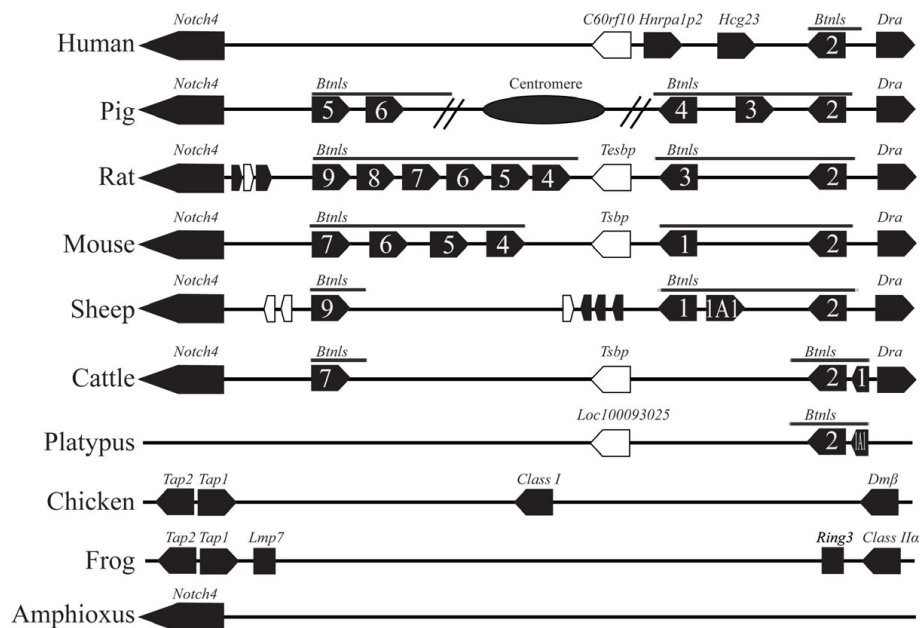 Notch4 C6orf10 Hnrpa1p2 Hcg23 Btnls Dra
Human 2
Notch4 Btnls Centromere Btnls Dra
Pig 5 6 4 3 2
Notch4 Btnls Tesbp Btnls Dra
Rat 9 8 7 6 5 4 3 2
Notch4 Btnls Tsbp Btnls Dra
Mouse 7 6 5 4 1 2
Notch4 Btnls Btnls Dra
Sheep 9 1 1A1 2
Notch4 Btnls Tsbp Btnls Dra
Cattle 7 2 1
Loc100093025 Btnls
Platypus 2 1A1
Tap2 Tap1 Class I Dmβ
Chicken
Tap2 Tap1 Lmp7 Ring3 Class IIα
Frog
Notch4
Amphioxus